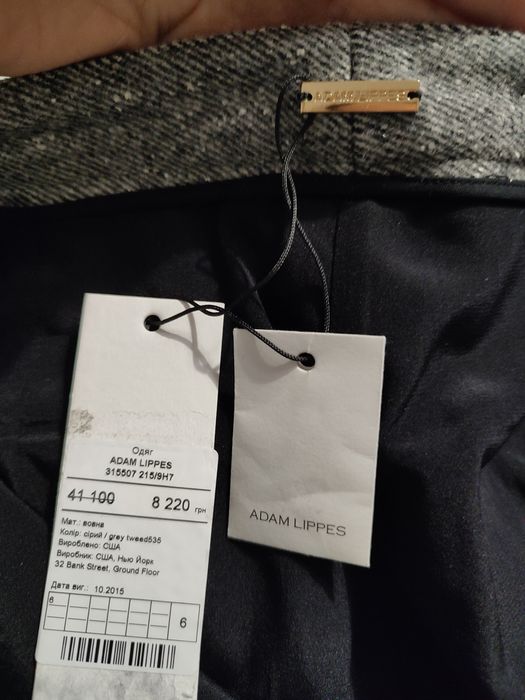 ADAM LIPPES
Одяг
ADAM LIPPES
315507 215/9H7
41 100 8 220 грн
Мат.: вовна
Колір: сірий / grey tweed535
Вироблено: США
Виробник: США, Нью Йорк
32 Bank Street, Ground Floor
Дата виг.: 10.2015
6
6
ADAM LIPPES